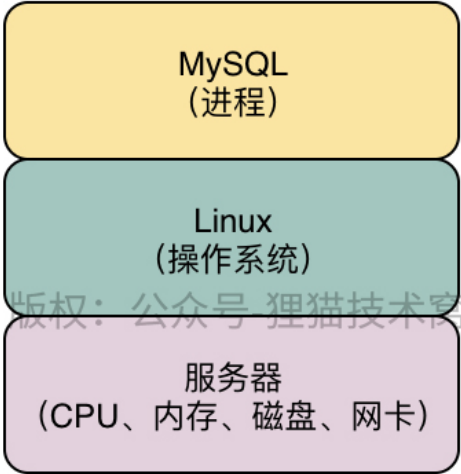 MySQL
（进程）
Linux
（操作系统）
版权：公众号-狸猫技术窝
服务器
（CPU、内存、磁盘、网卡）